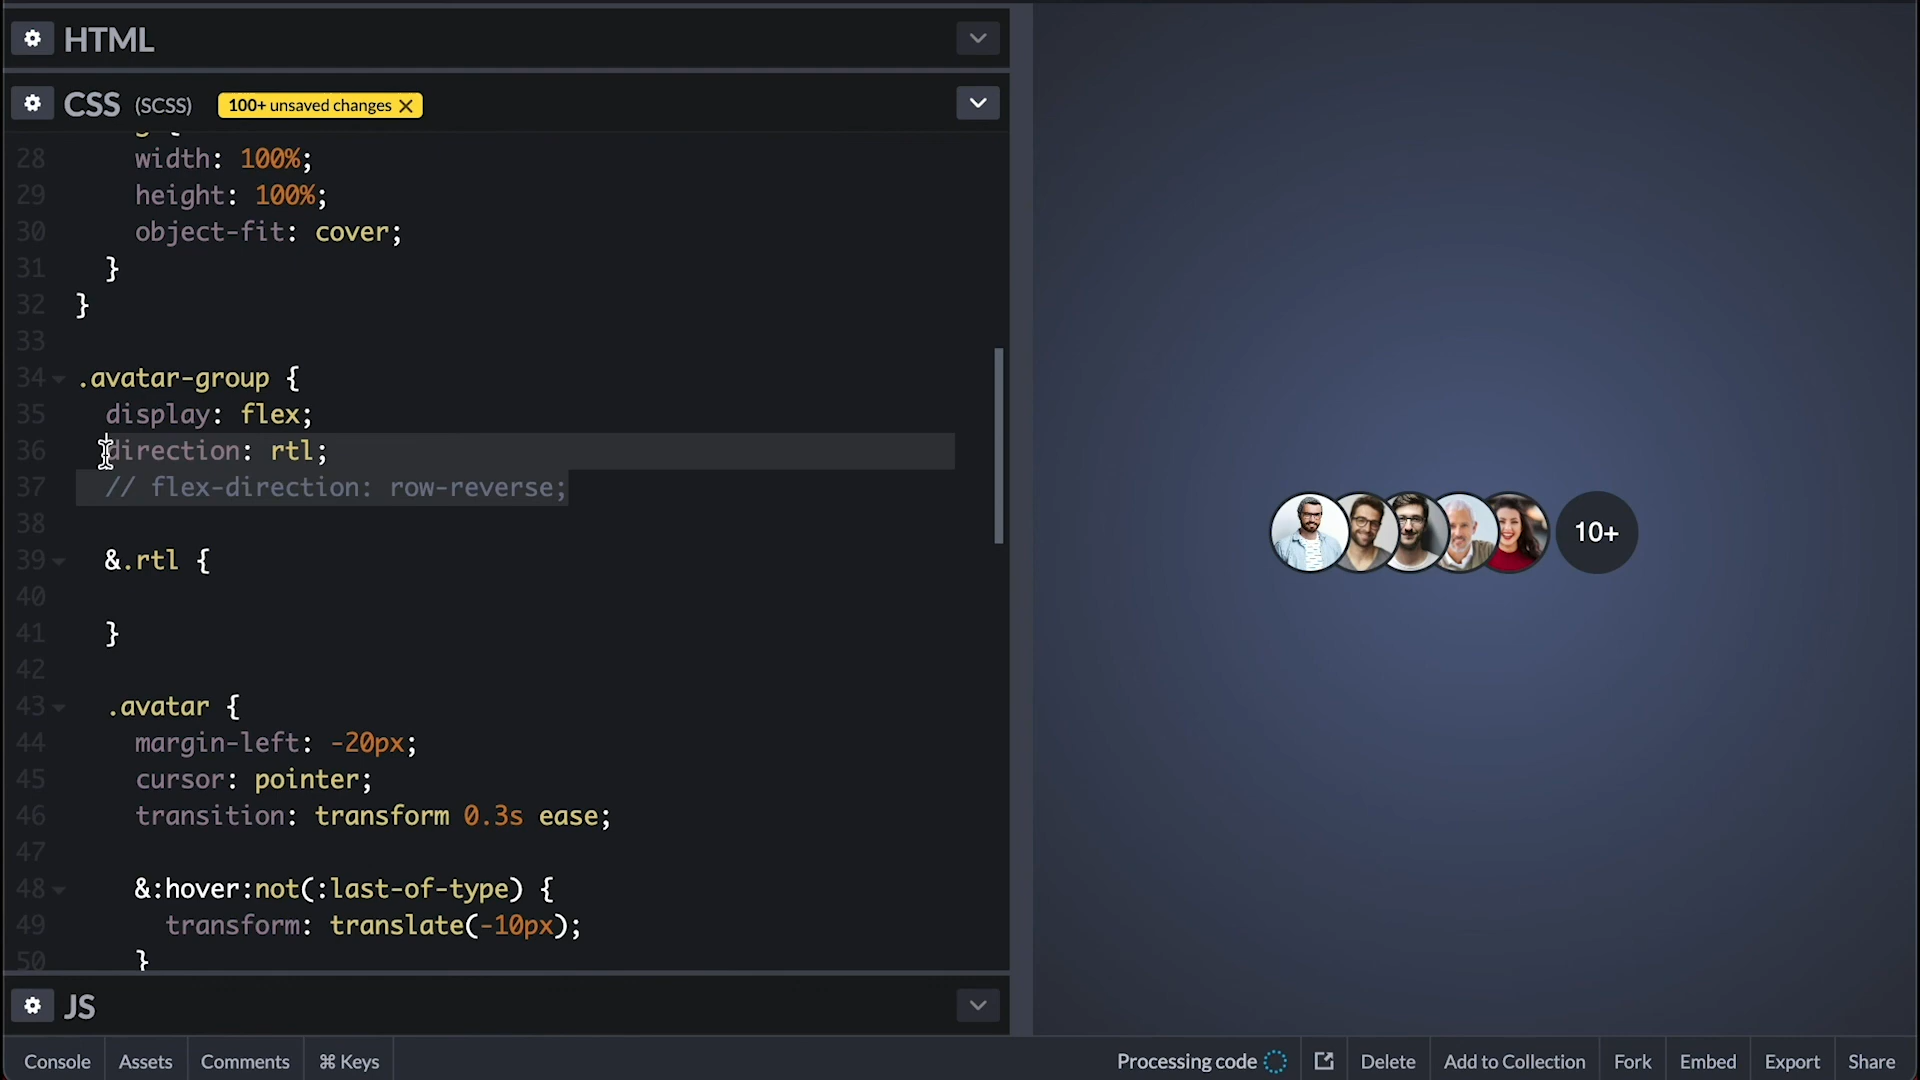 HTML
CSS (SCSS) 100+ unsaved changes
28 width: 100%;
29 height: 100%;
30 object-fit: cover;
31 }
32 }
33
34 .avatar-group {
35 display: flex;
36 direction: rtl;
37 // flex-direction: row-reverse;
38
39 &.rtl {
40
41 }
42
43 .avatar {
44 margin-left: -20px;
45 cursor: pointer;
46 transition: transform 0.3s ease;
47
48 &:hover:not(:last-of-type) {
49 transform: translate(-10px);
50 }
10+
JS
Console Assets Comments ⌘ Keys Processing code Delete Add to Collection Fork Embed Export Share